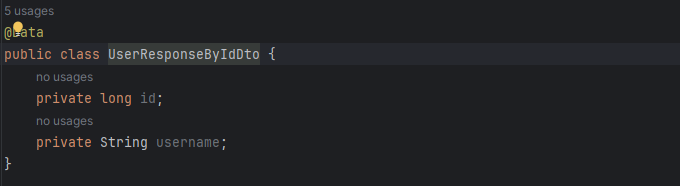 5 usages
@Data
public class UserResponseByIdDto {
no usages
private long id;
no usages
private String username;
}